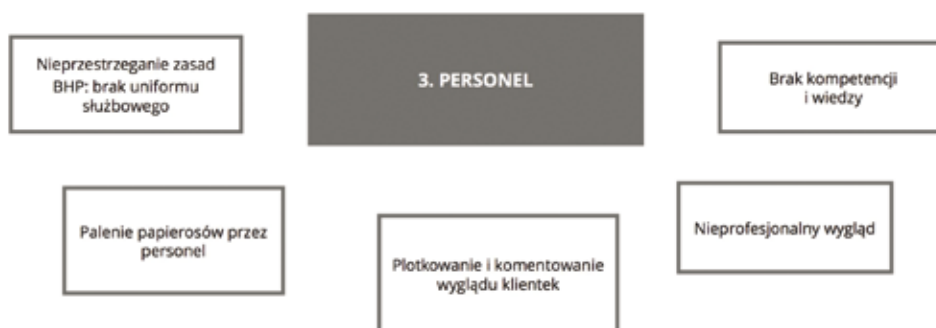 Nieprzestrzeganie zasad
BHP: brak uniformu
służbowego
3. PERSONEL
Brak kompetencji
i wiedzy
Palenie papierosów przez
personel
Plotkowanie i komentowanie
wyglądu klientek
Nieprofesjonalny wygląd